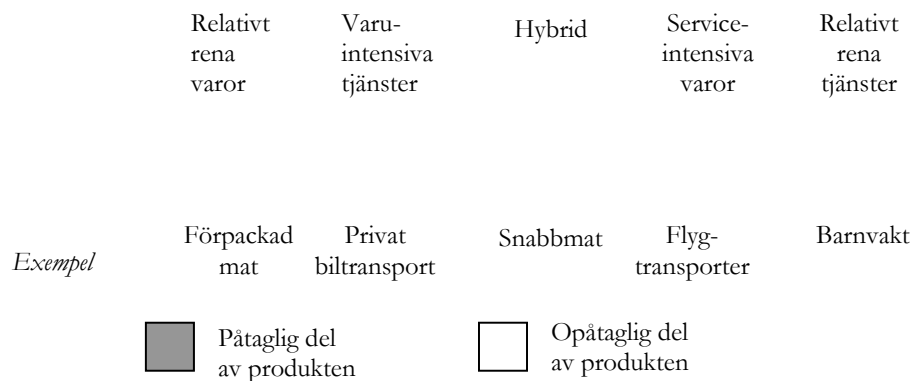 Relativt rena varor
Varu-intensiva tjänster
Hybrid
Service-intensiva varor
Relativt rena tjänster
Exempel
Förpackad mat
Privat biltransport
Snabbmat
Flyg-transporter
Barnvakt
Påtaglig del av produkten
Opåtaglig del av produkten